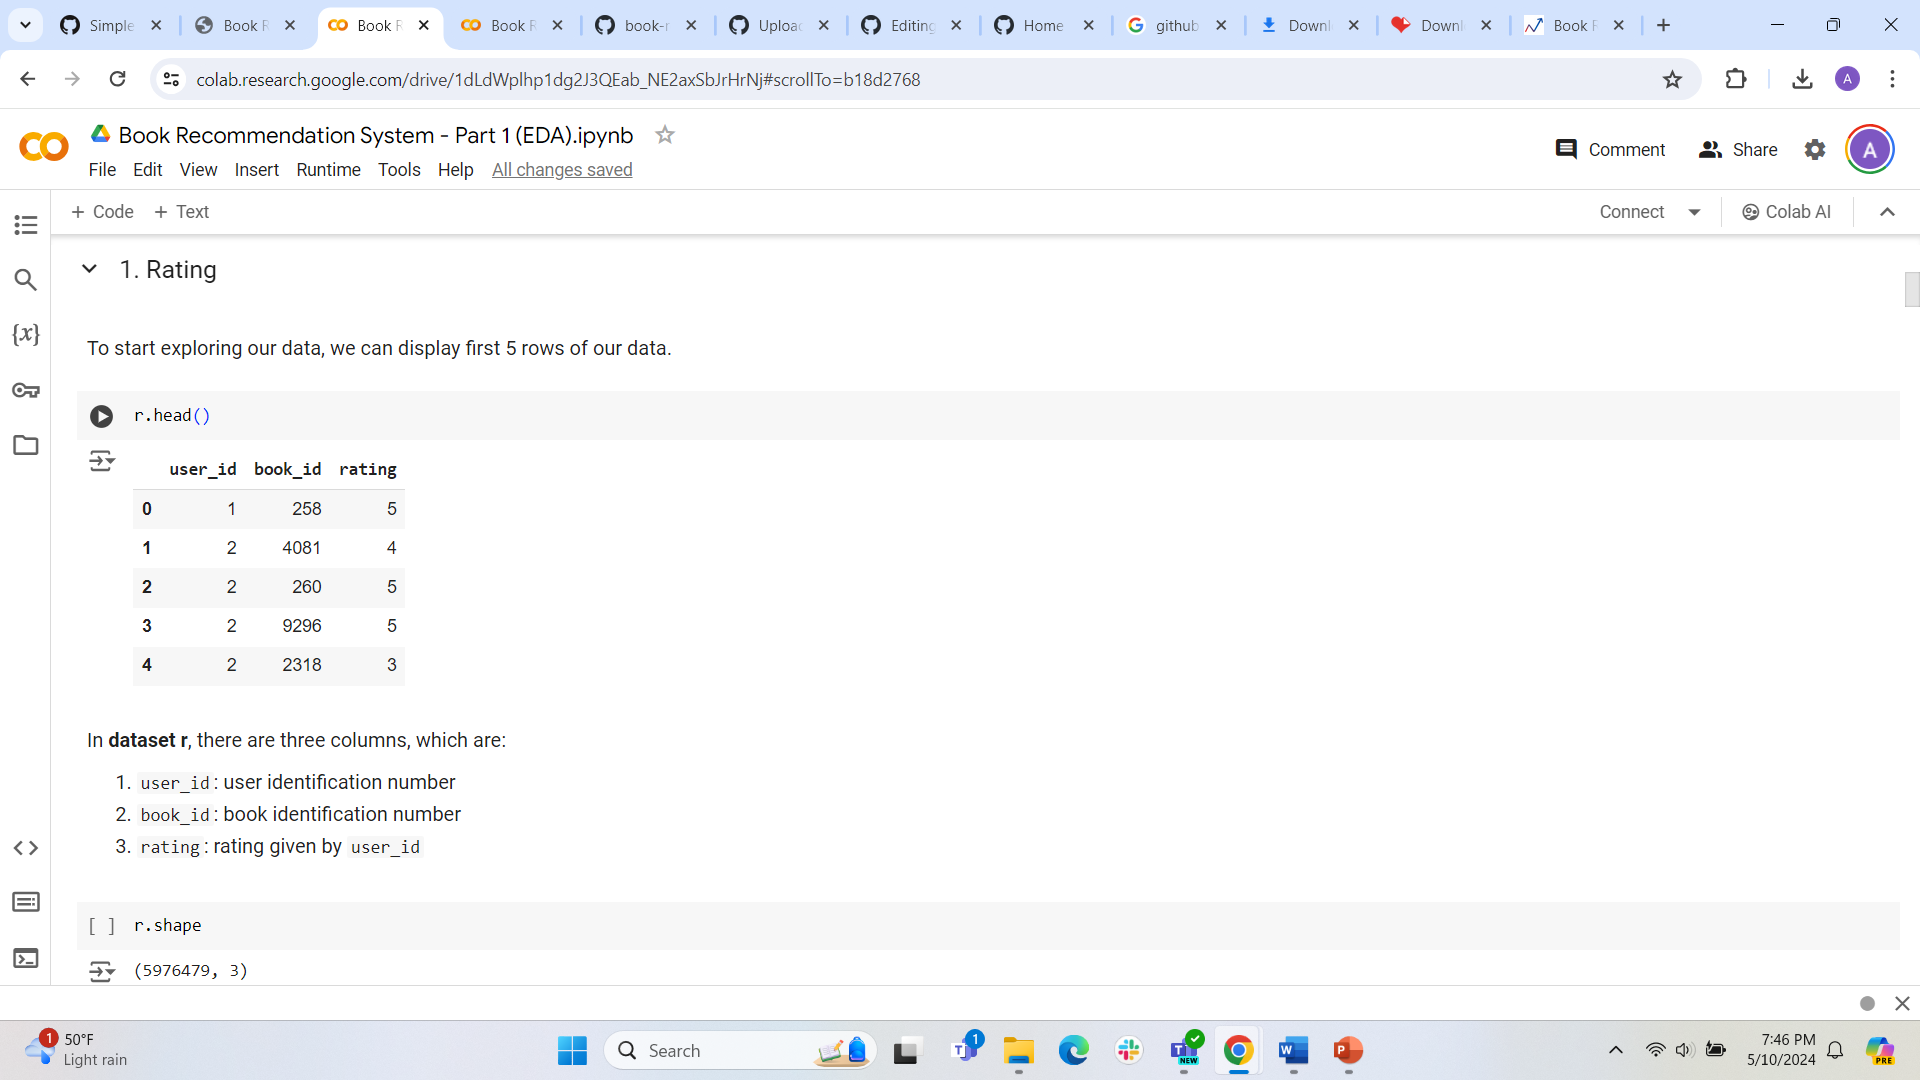 Simple
Book R
Book R
Book R
book-r
Upload
Editing
Home
github
Downl
Downl
Book R
colab.research.google.com/drive/1dLdWplhp1dg2J3QEab_NE2axSbJrHrNj#scrollTo=b18d2768
A
Book Recommendation System - Part 1 (EDA).ipynb
File Edit View Insert Runtime Tools Help All changes saved
Comment Share A
+ Code + Text
Connect Colab AI
1. Rating
To start exploring our data, we can display first 5 rows of our data.
r.head()
user_id book_id rating
0 1 258 5
1 2 4081 4
2 2 260 5
3 2 9296 5
4 2 2318 3
In dataset r, there are three columns, which are:
1. user_id : user identification number
2. book_id : book identification number
3. rating : rating given by user_id
[ ] r.shape
(5976479, 3)
1
50°F
Light rain
Search
1
NEW
7:46 PM
5/10/2024
PRE